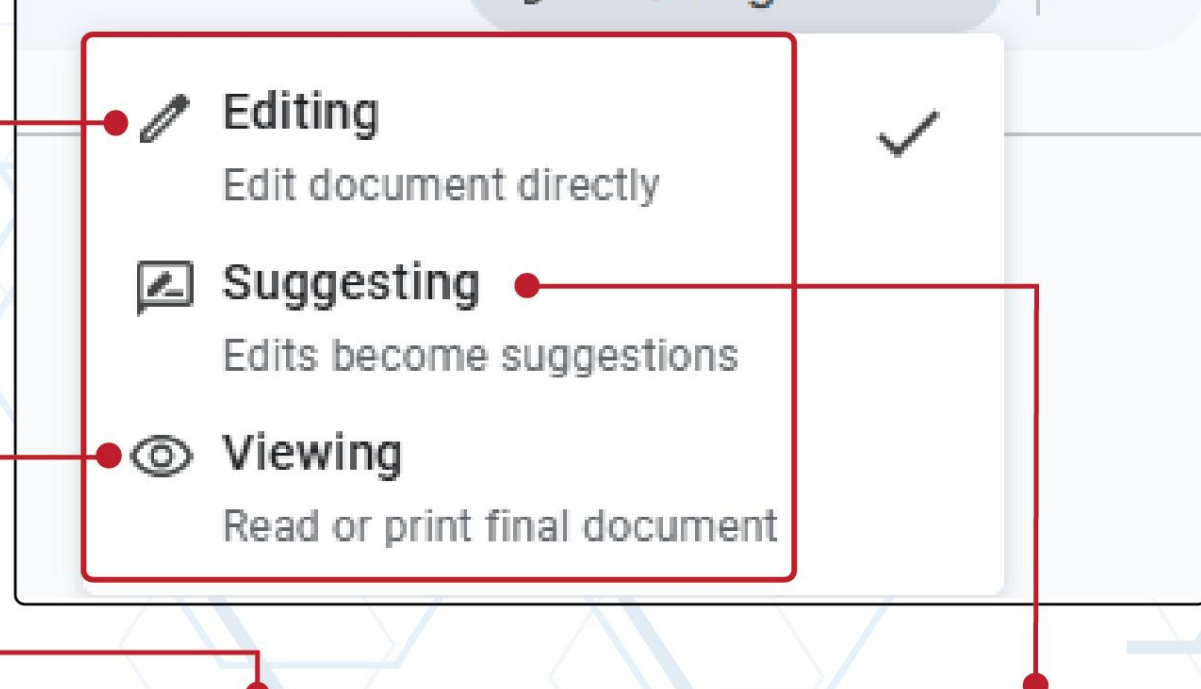 Editing
Edit document directly
Suggesting
Edits become suggestions
Viewing
Read or print final document